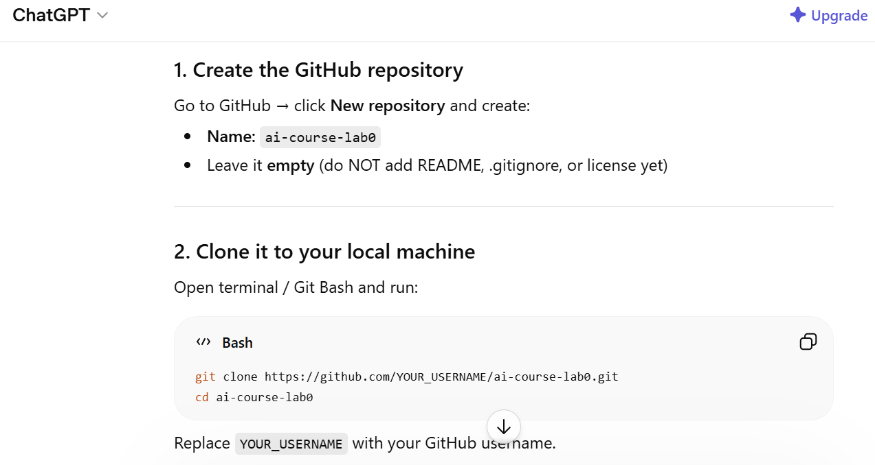 ChatGPT
Upgrade
1. Create the GitHub repository
Go to GitHub → click New repository and create:
• Name: ai-course-lab0
• Leave it empty (do NOT add README, .gitignore, or license yet)
2. Clone it to your local machine
Open terminal / Git Bash and run:
</> Bash
git clone https://github.com/YOUR_USERNAME/ai-course-lab0.git
cd ai-course-lab0
Replace YOUR_USERNAME with your GitHub username.